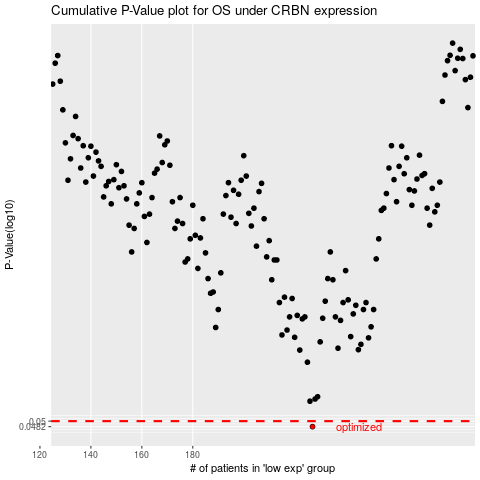 Cumulative P-Value plot for OS under CRBN expression
P-Value(log10)
0.05
0.0482
optimized
120 140 160 180
# of patients in 'low exp' group